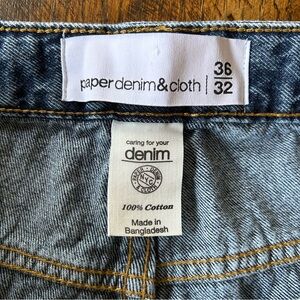 paper denim & cloth
36
32
caring for your
denim
100% Cotton
Made in
Bangladesh